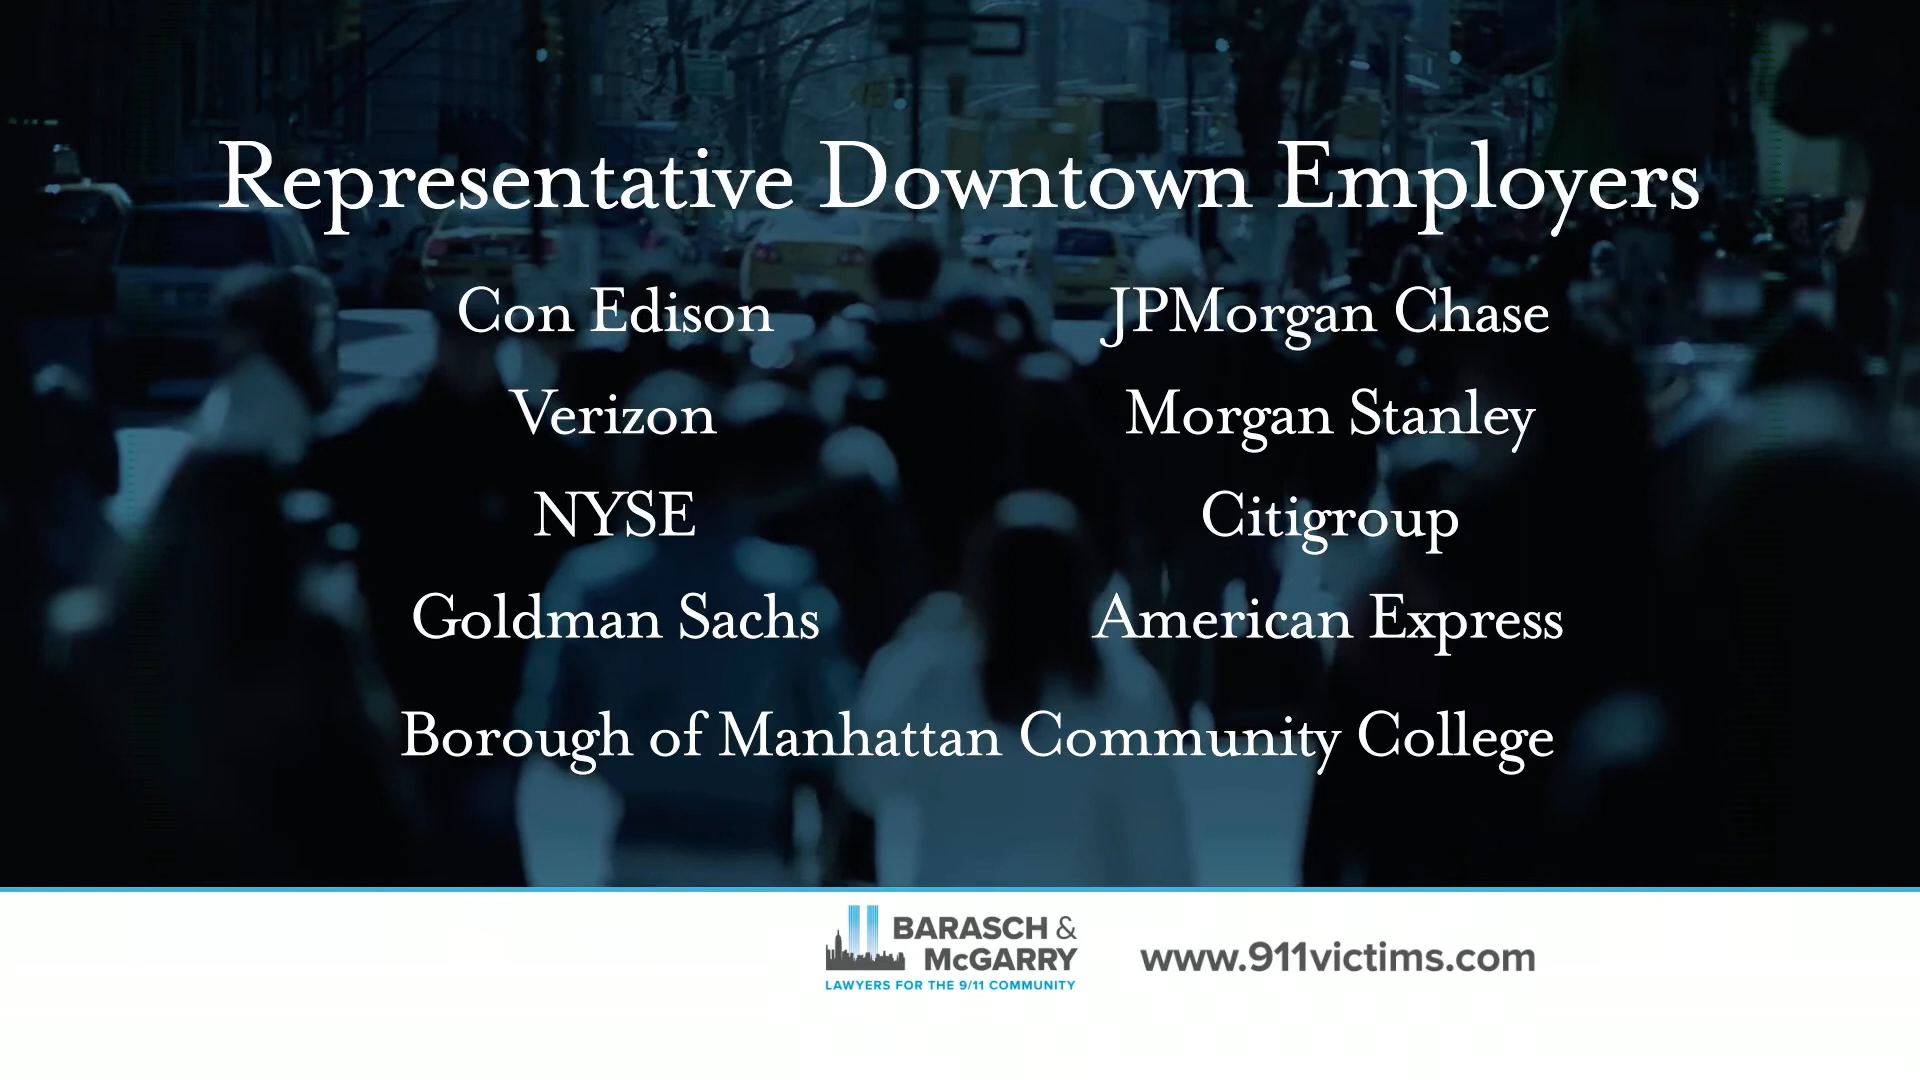 Representative Downtown Employers
Con Edison
JPMorgan Chase
Verizon
Morgan Stanley
NYSE
Citigroup
Goldman Sachs
American Express
Borough of Manhattan Community College
BARASCH &
McGARRY
LAWYERS FOR THE 9/11 COMMUNITY
www.911victims.com